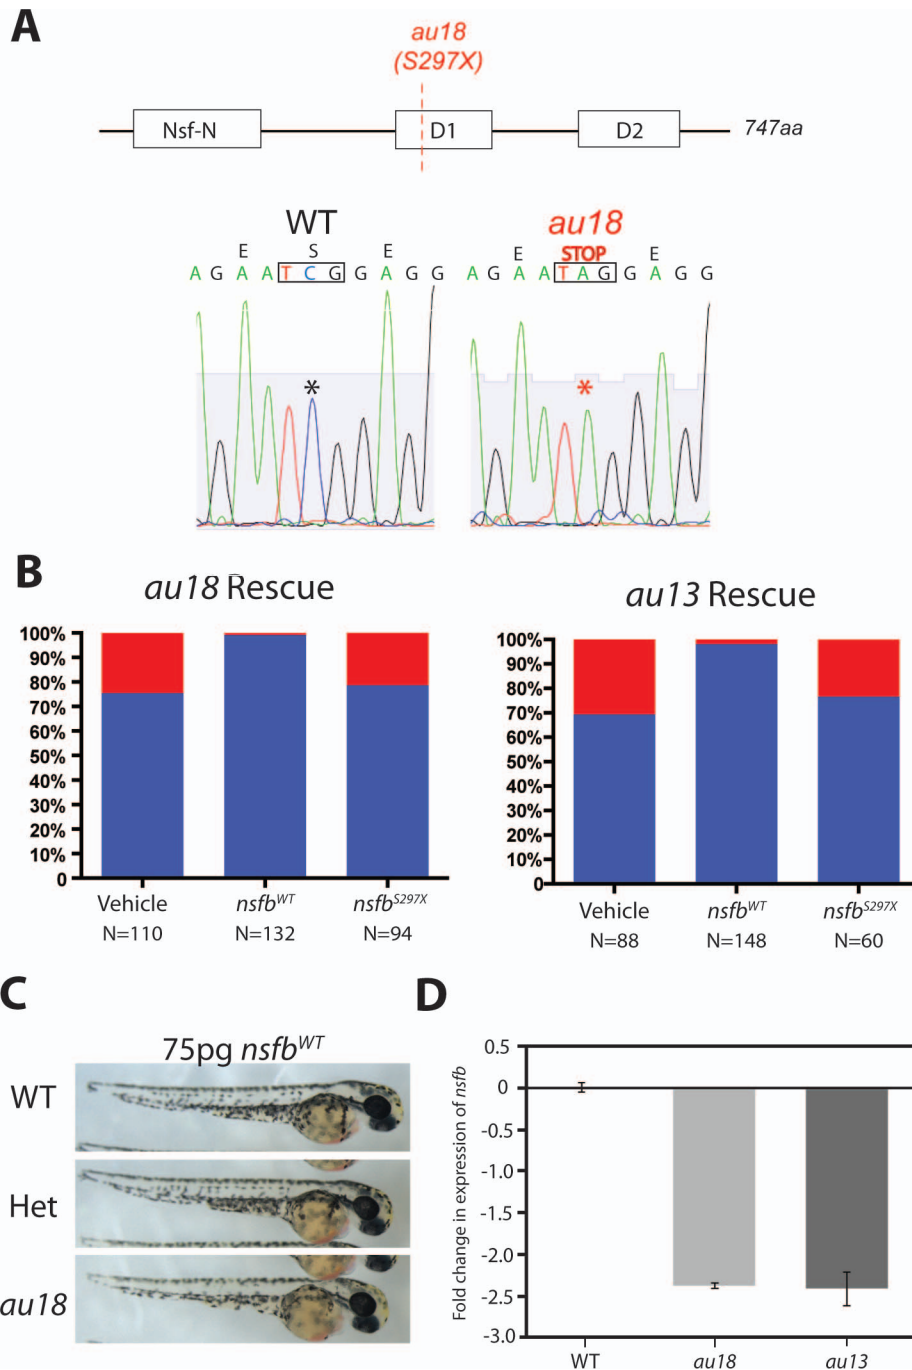 A
au18
(S297X)
Nsf-N
D1
D2
747aa
WT
au18
E S E
E STOP E
A G A A T C G G A G G
A G A A T A G G A G G
*
*
B
au18 Rescue
100%
90%
80%
70%
60%
50%
40%
30%
20%
10%
0
Vehicle
nsfbWT
nsfbS297X
N=110
N=132
N=94
au13 Rescue
100%
90%
80%
70%
60%
50%
40%
30%
20%
10%
0
Vehicle
nsfbWT
nsfbS297X
N=88
N=148
N=60
C
75pg nsfbWT
WT
Het
au18
D
Fold change in expression of nsfb
0.5
0
-0.5
-1.0
-1.5
-2.0
-2.5
-3.0
WT
au18
au13